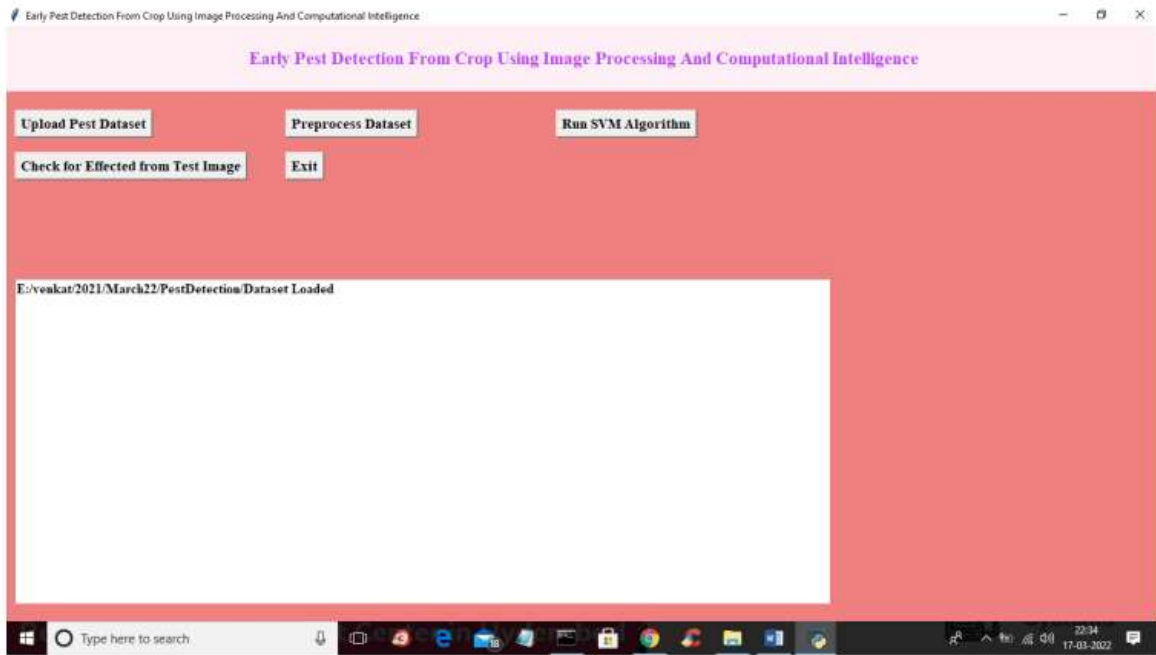 Early Pest Detection From Crop Using Image Processing And Computational Intelligence
Early Pest Detection From Crop Using Image Processing And Computational Intelligence
Upload Pest Dataset
Preprocess Dataset
Run SVM Algorithm
Check for Effected from Test Image
Exit
E:/venkat/2021/March22/PestDetection/Dataset Loaded
Type here to search
18
22:34
17-03-2022